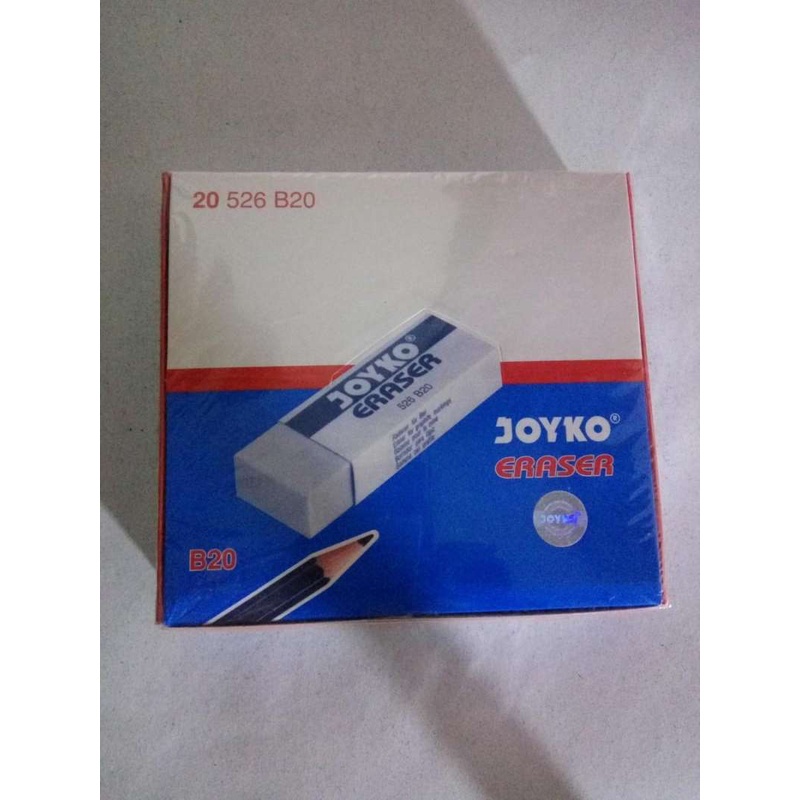 20 526 B20
JOYKO®
ERASER
526 B20
JOYKO®
ERASER
JOYKO
B20